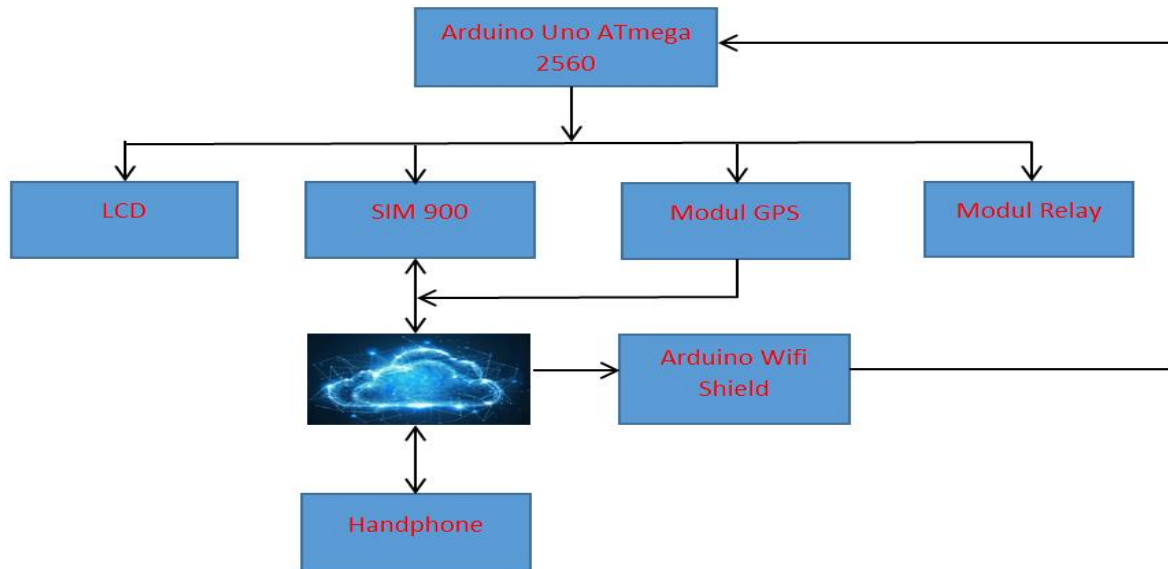 Arduino Uno ATmega
2560
LCD
SIM 900
Modul GPS
Modul Relay
Arduino Wifi
Shield
Handphone